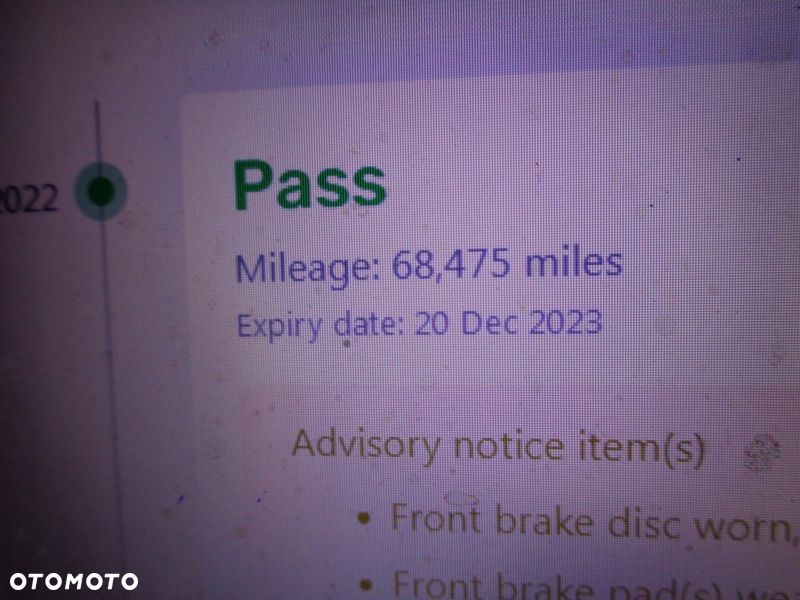 2022
Pass
Mileage: 68,475 miles
Expiry date: 20 Dec 2023
Advisory notice item(s)
• Front brake disc worn,
• Front brake pad(s)
OTOMOTO